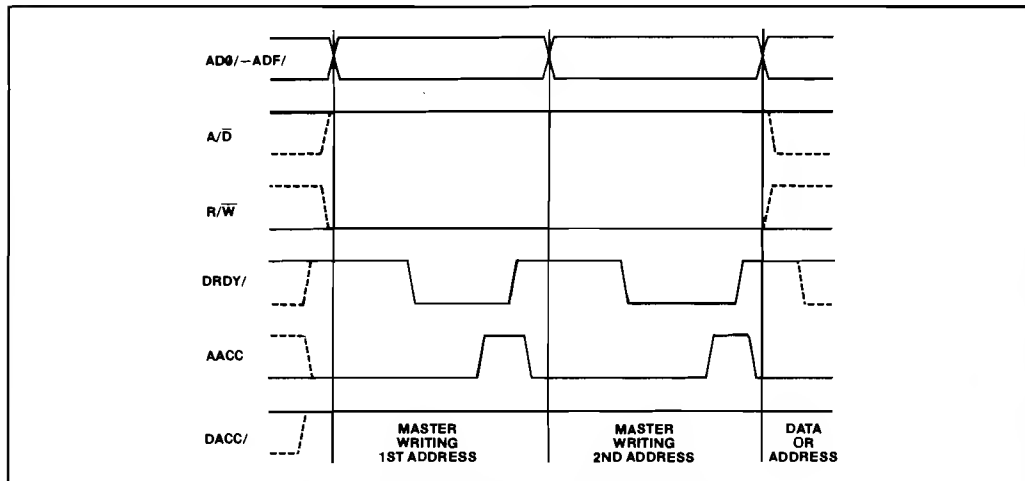 AD0/–ADF/
A/D̅
R/W̅
DRDY/
AACC
DACC/
MASTER
WRITING
1ST ADDRESS
MASTER
WRITING
2ND ADDRESS
DATA
OR
ADDRESS